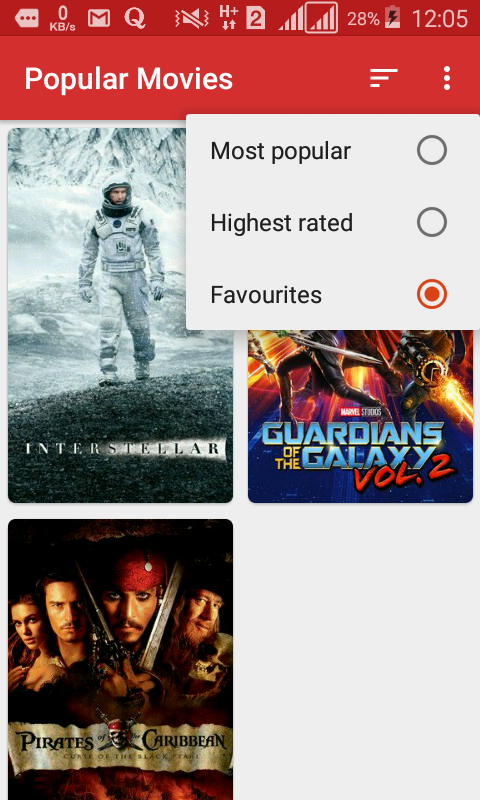 0
KB/s
H+
2
28%
12:05
Popular Movies
Most popular
Highest rated
Favourites
INTERSTELLAR
MARVEL STUDIOS
GUARDIANS
OF THE GALAXY
VOL. 2
PIRATES of the CARIBBEAN
CURSE OF THE BLACK PEARL